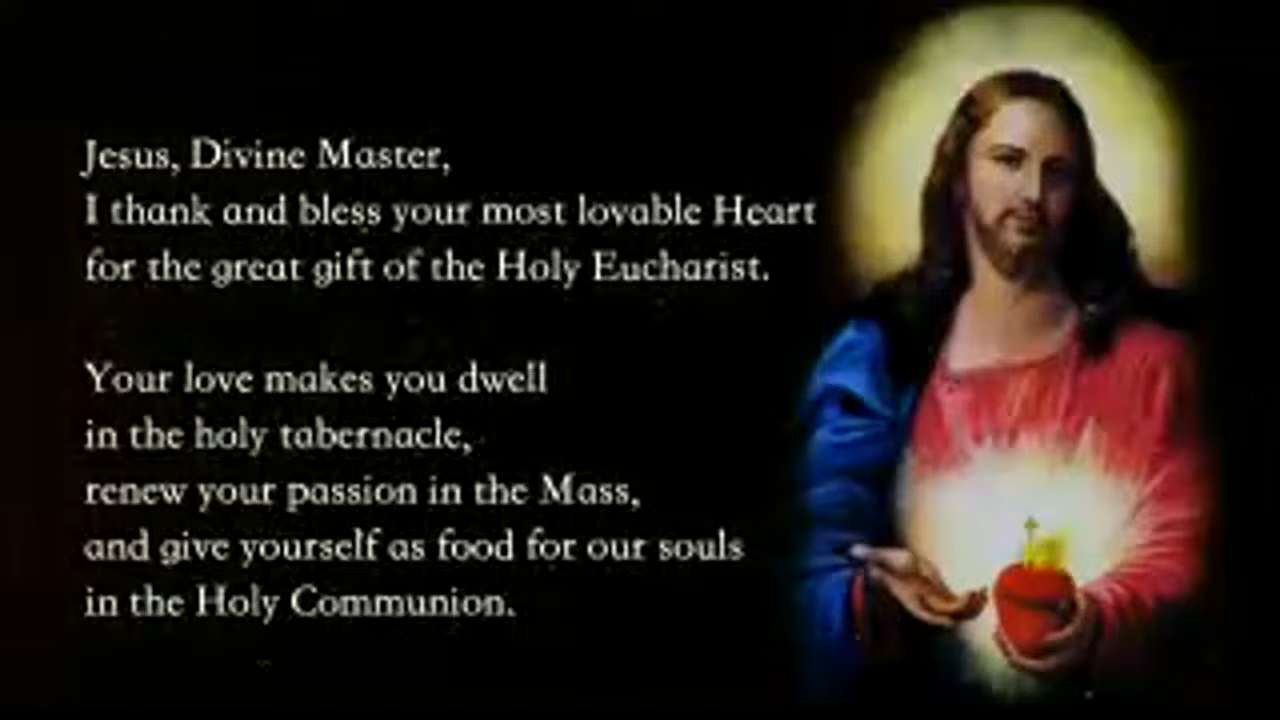 Jesus, Divine Master,
I thank and bless your most lovable Heart
for the great gift of the Holy Eucharist.
Your love makes you dwell
in the holy tabernacle,
renew your passion in the Mass,
and give yourself as food for our souls
in the Holy Communion.